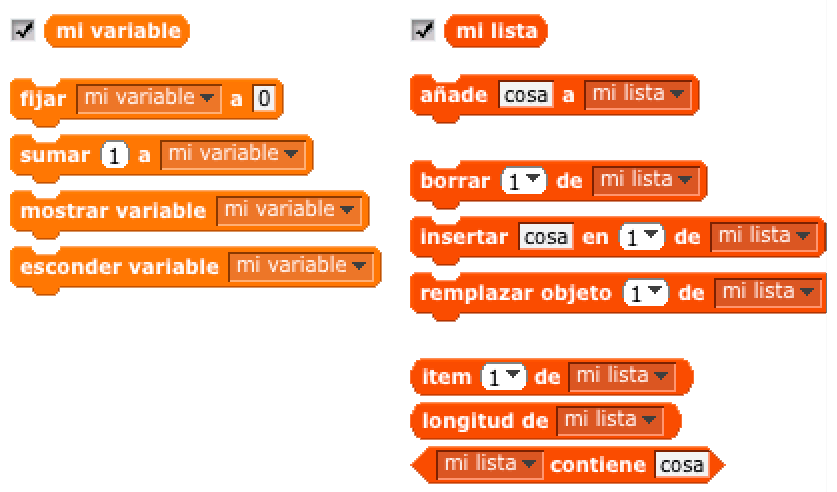 mi variable
fijar mi variable a 0
sumar 1 a mi variable
mostrar variable mi variable
esconder variable mi variable
mi lista
añade cosa a mi lista
borrar 1 de mi lista
insertar cosa en 1 de mi lista
remplazar objeto 1 de mi lista
item 1 de mi lista
longitud de mi lista
mi lista contiene cosa